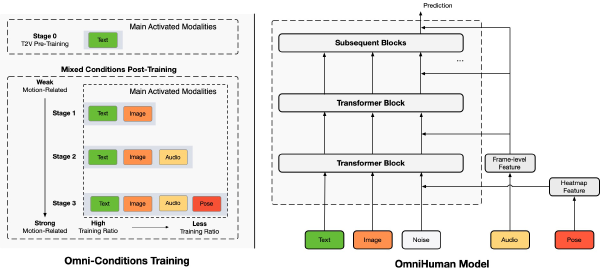 Main Activated Modalities
Stage 0
T2V Pre-Training
Text
Mixed Conditions Post-Training
Weak
Motion-Related
Main Activated Modalities
Stage 1
Text
Image
Stage 2
Text
Image
Audio
Stage 3
Text
Image
Audio
Pose
Strong
Motion-Related
High
Training Ratio
Less
Training Ratio
Omni-Conditions Training
Prediction
Subsequent Blocks
...
Transformer Block
Transformer Block
Frame-level
Feature
Heatmap
Feature
Text
Image
Noise
Audio
Pose
OmniHuman Model